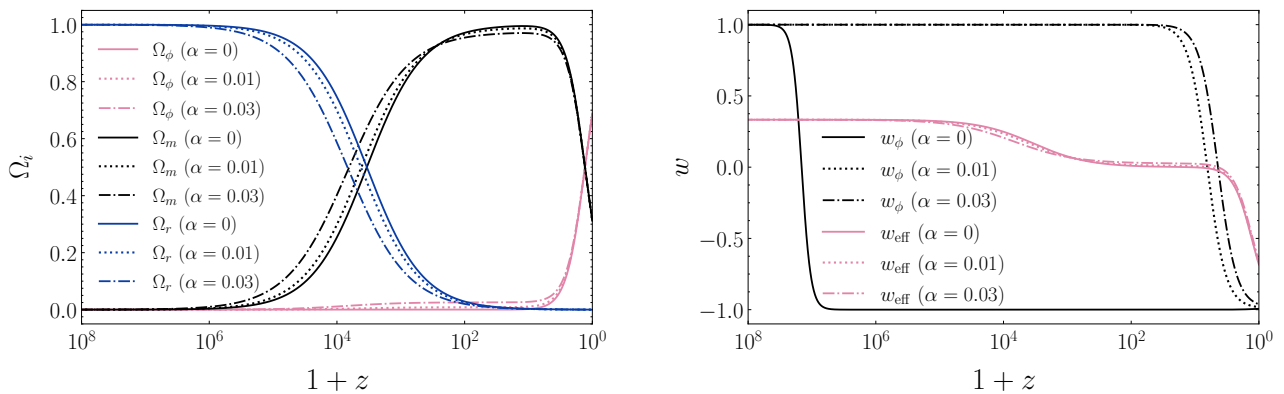 1.0
0.8
0.6
0.4
0.2
0.0
Ω_i
Ω_ϕ (α = 0)
Ω_ϕ (α = 0.01)
Ω_ϕ (α = 0.03)
Ω_m (α = 0)
Ω_m (α = 0.01)
Ω_m (α = 0.03)
Ω_r (α = 0)
Ω_r (α = 0.01)
Ω_r (α = 0.03)
10^8 10^6 10^4 10^2 10^0
1 + z
1.0
0.5
0.0
−0.5
−1.0
w
w_ϕ (α = 0)
w_ϕ (α = 0.01)
w_ϕ (α = 0.03)
w_eff (α = 0)
w_eff (α = 0.01)
w_eff (α = 0.03)
10^8 10^6 10^4 10^2 10^0
1 + z